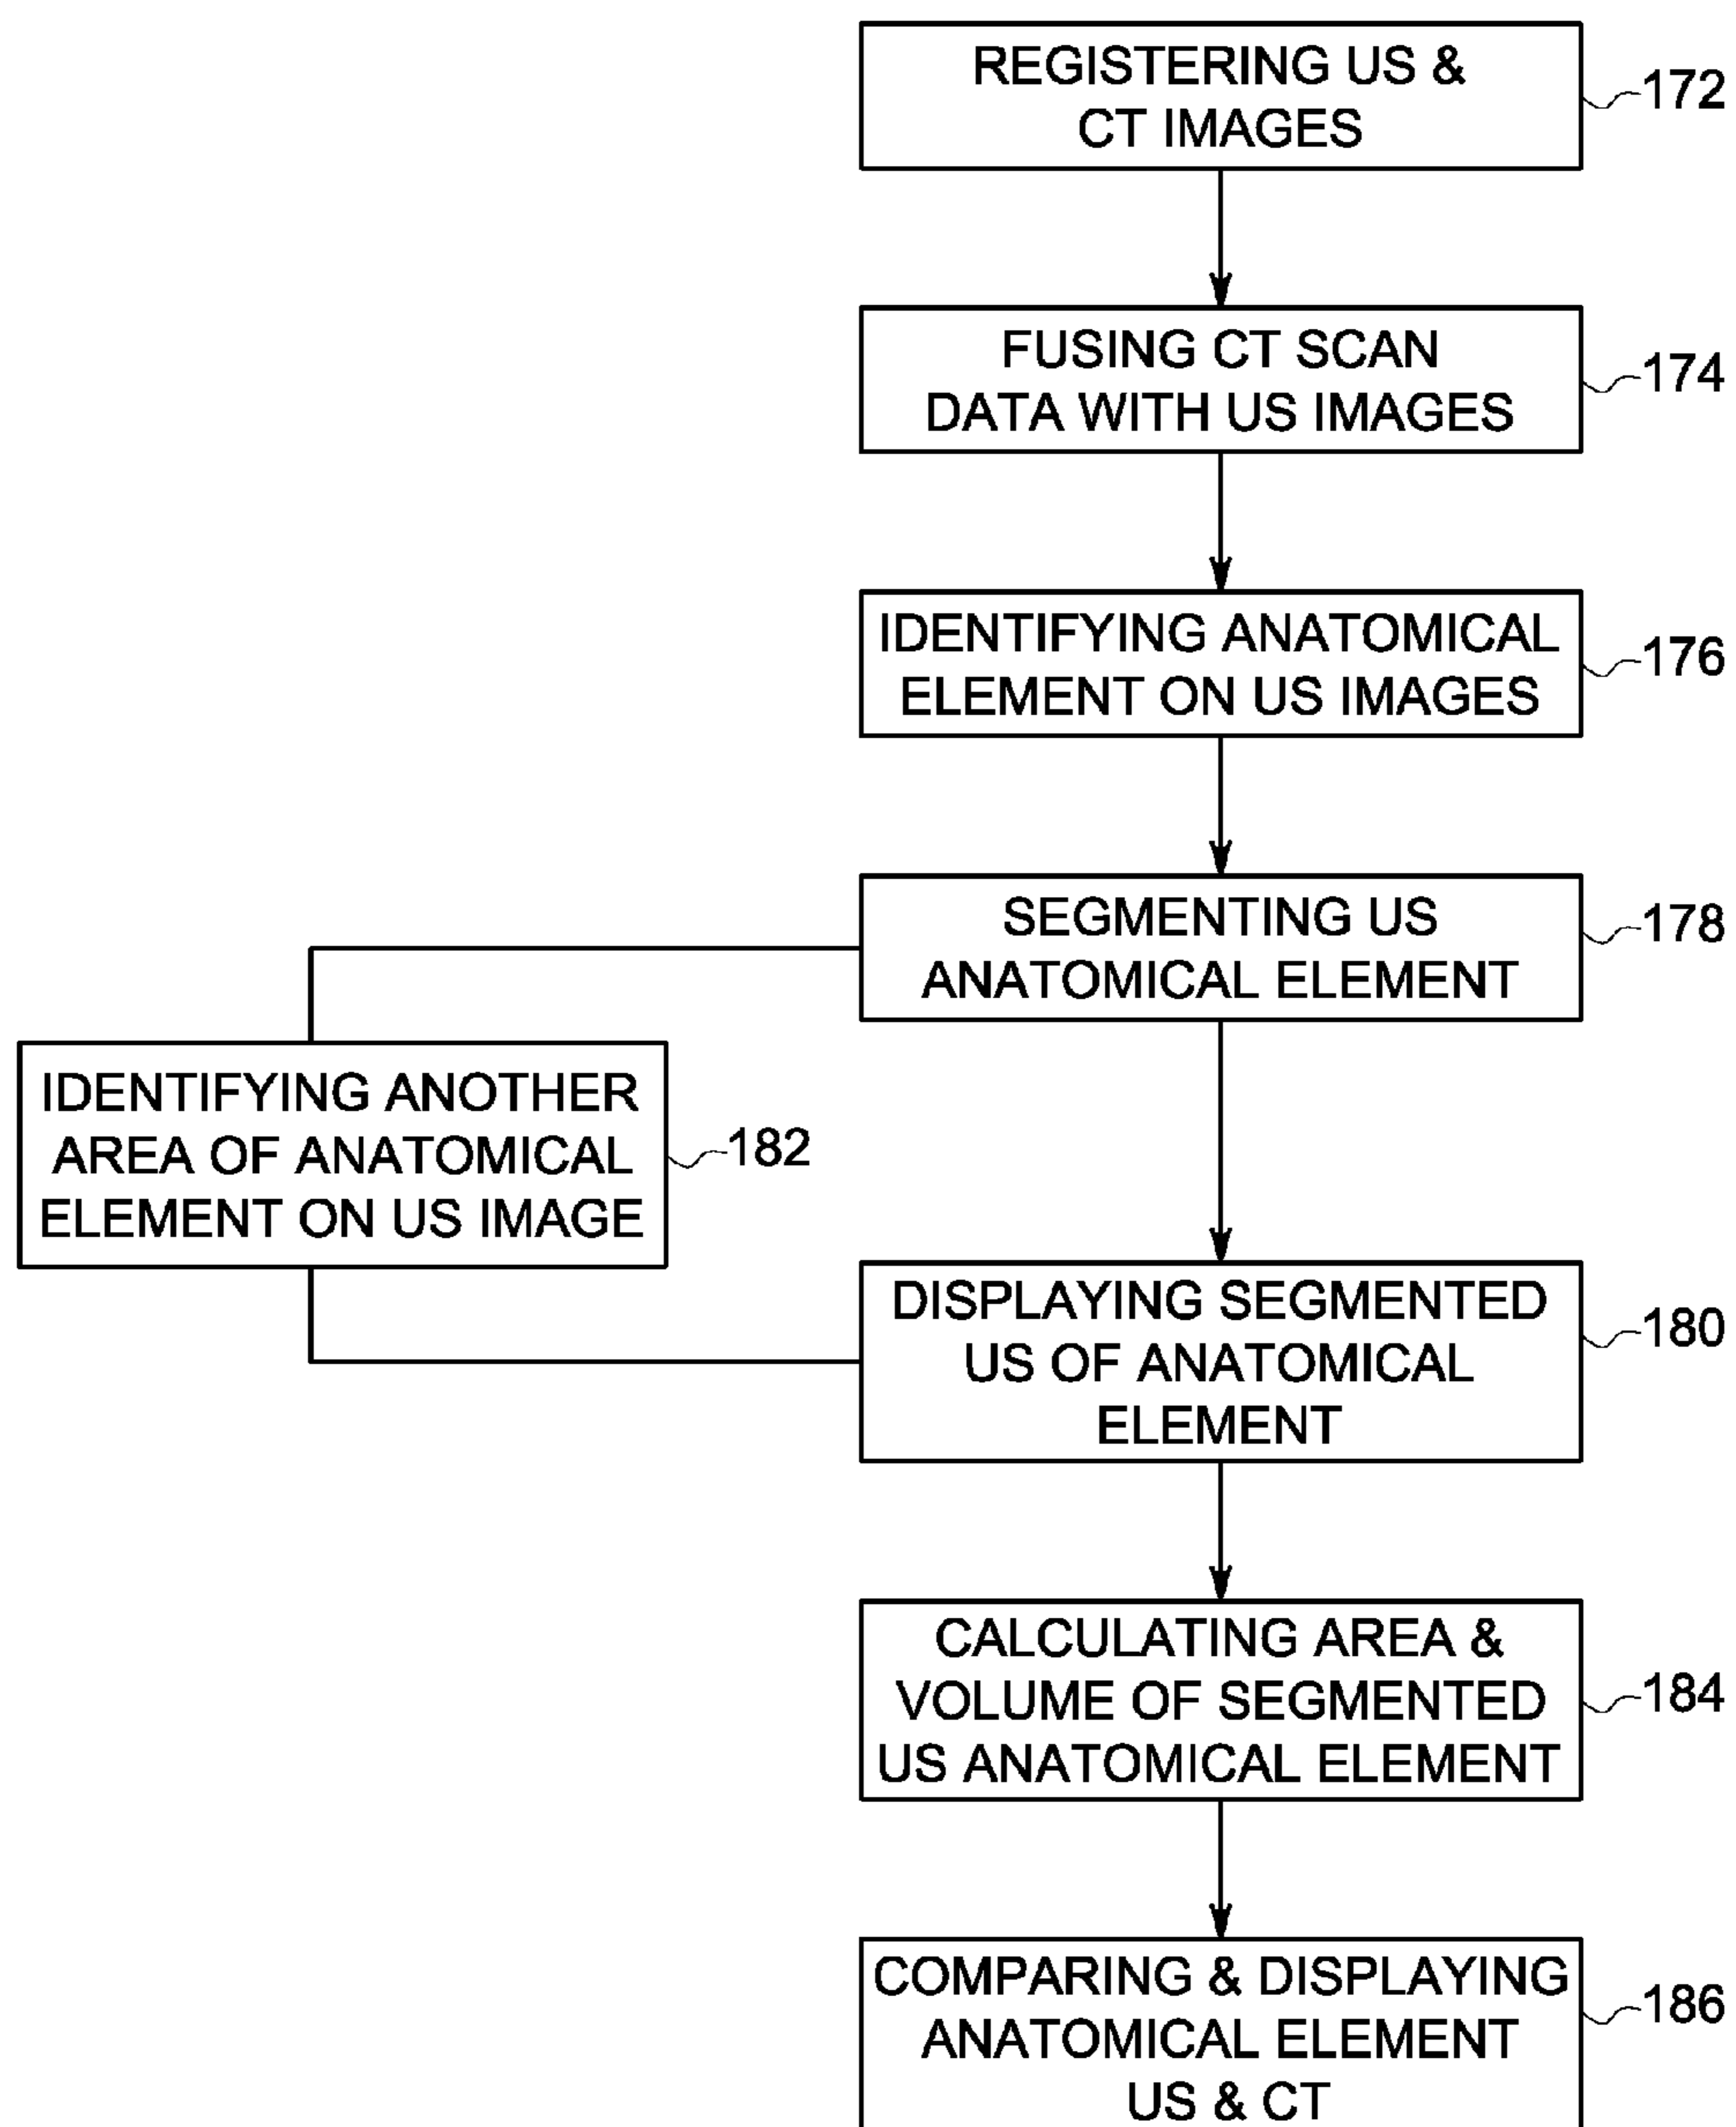 REGISTERING US &
CT IMAGES
172
FUSING CT SCAN
DATA WITH US IMAGES
174
IDENTIFYING ANATOMICAL
ELEMENT ON US IMAGES
176
SEGMENTING US
ANATOMICAL ELEMENT
178
IDENTIFYING ANOTHER
AREA OF ANATOMICAL
ELEMENT ON US IMAGE
182
DISPLAYING SEGMENTED
US OF ANATOMICAL
ELEMENT
180
CALCULATING AREA &
VOLUME OF SEGMENTED
US ANATOMICAL ELEMENT
184
COMPARING & DISPLAYING
ANATOMICAL ELEMENT
US & CT
186